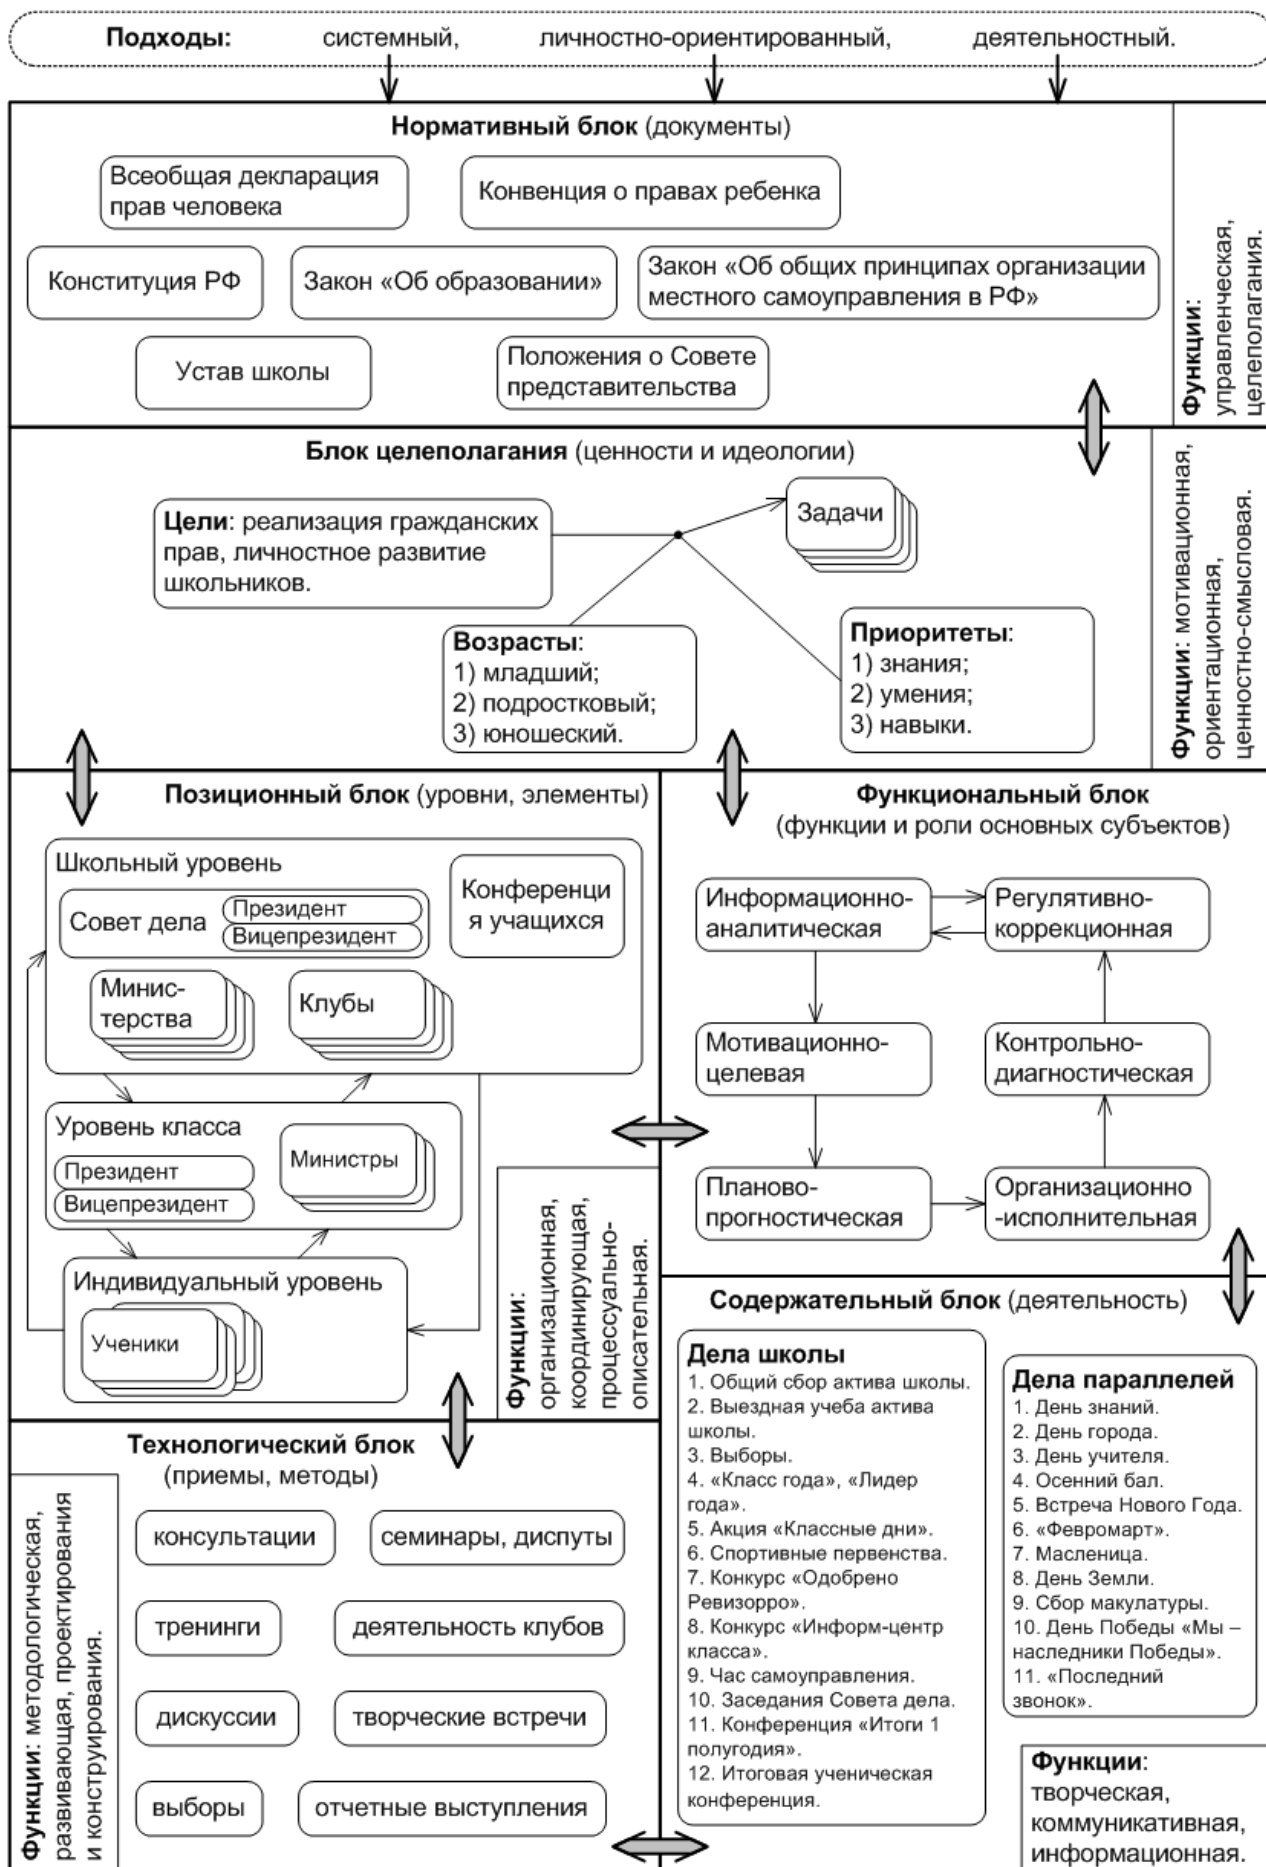 Подходы: системный, личностно-ориентированный, деятельностный.
Нормативный блок (документы)
Всеобщая декларация
прав человека
Конвенция о правах ребенка
Конституция РФ
Закон «Об образовании»
Закон «Об общих принципах организации
местного самоуправления в РФ»
Устав школы
Положения о Совете
представительства
Функции:
управленческая,
целеполагания.
Блок целеполагания (ценности и идеологии)
Цели: реализация гражданских
прав, личностное развитие
школьников.
Задачи
Возрасты:
1) младший;
2) подростковый;
3) юношеский.
Приоритеты:
1) знания;
2) умения;
3) навыки.
Функции: мотивационная,
ориентационная,
ценностно-смысловая.
Позиционный блок (уровни, элементы)
Школьный уровень
Совет дела
Президент
Вицепрезидент
Конференци
я учащихся
Минис-
терства
Клубы
Уровень класса
Президент
Вицепрезидент
Министры
Индивидуальный уровень
Ученики
Функции:
организационная,
координирующая,
процессуально-
описательная.
Функциональный блок
(функции и роли основных субъектов)
Информационно-
аналитическая
Регулятивно-
коррекционная
Мотивационно-
целевая
Контрольно-
диагностическая
Планово-
прогностическая
Организационно
-исполнительная
Технологический блок
(приемы, методы)
консультации
семинары, диспуты
тренинги
деятельность клубов
дискуссии
творческие встречи
выборы
отчетные выступления
Функции: методологическая,
развивающая, проектирования
и конструирования.
Содержательный блок (деятельность)
Дела школы
1. Общий сбор актива школы.
2. Выездная учеба актива
школы.
3. Выборы.
4. «Класс года», «Лидер
года».
5. Акция «Классные дни».
6. Спортивные первенства.
7. Конкурс «Одобрено
Ревизорро».
8. Конкурс «Информ-центр
класса».
9. Час самоуправления.
10. Заседания Совета дела.
11. Конференция «Итоги 1
полугодия».
12. Итоговая ученическая
конференция.
Дела параллелей
1. День знаний.
2. День города.
3. День учителя.
4. Осенний бал.
5. Встреча Нового Года.
6. «Февромарт».
7. Масленица.
8. День Земли.
9. Сбор макулатуры.
10. День Победы «Мы –
наследники Победы».
11. «Последний
звонок».
Функции:
творческая,
коммуникативная,
информационная.